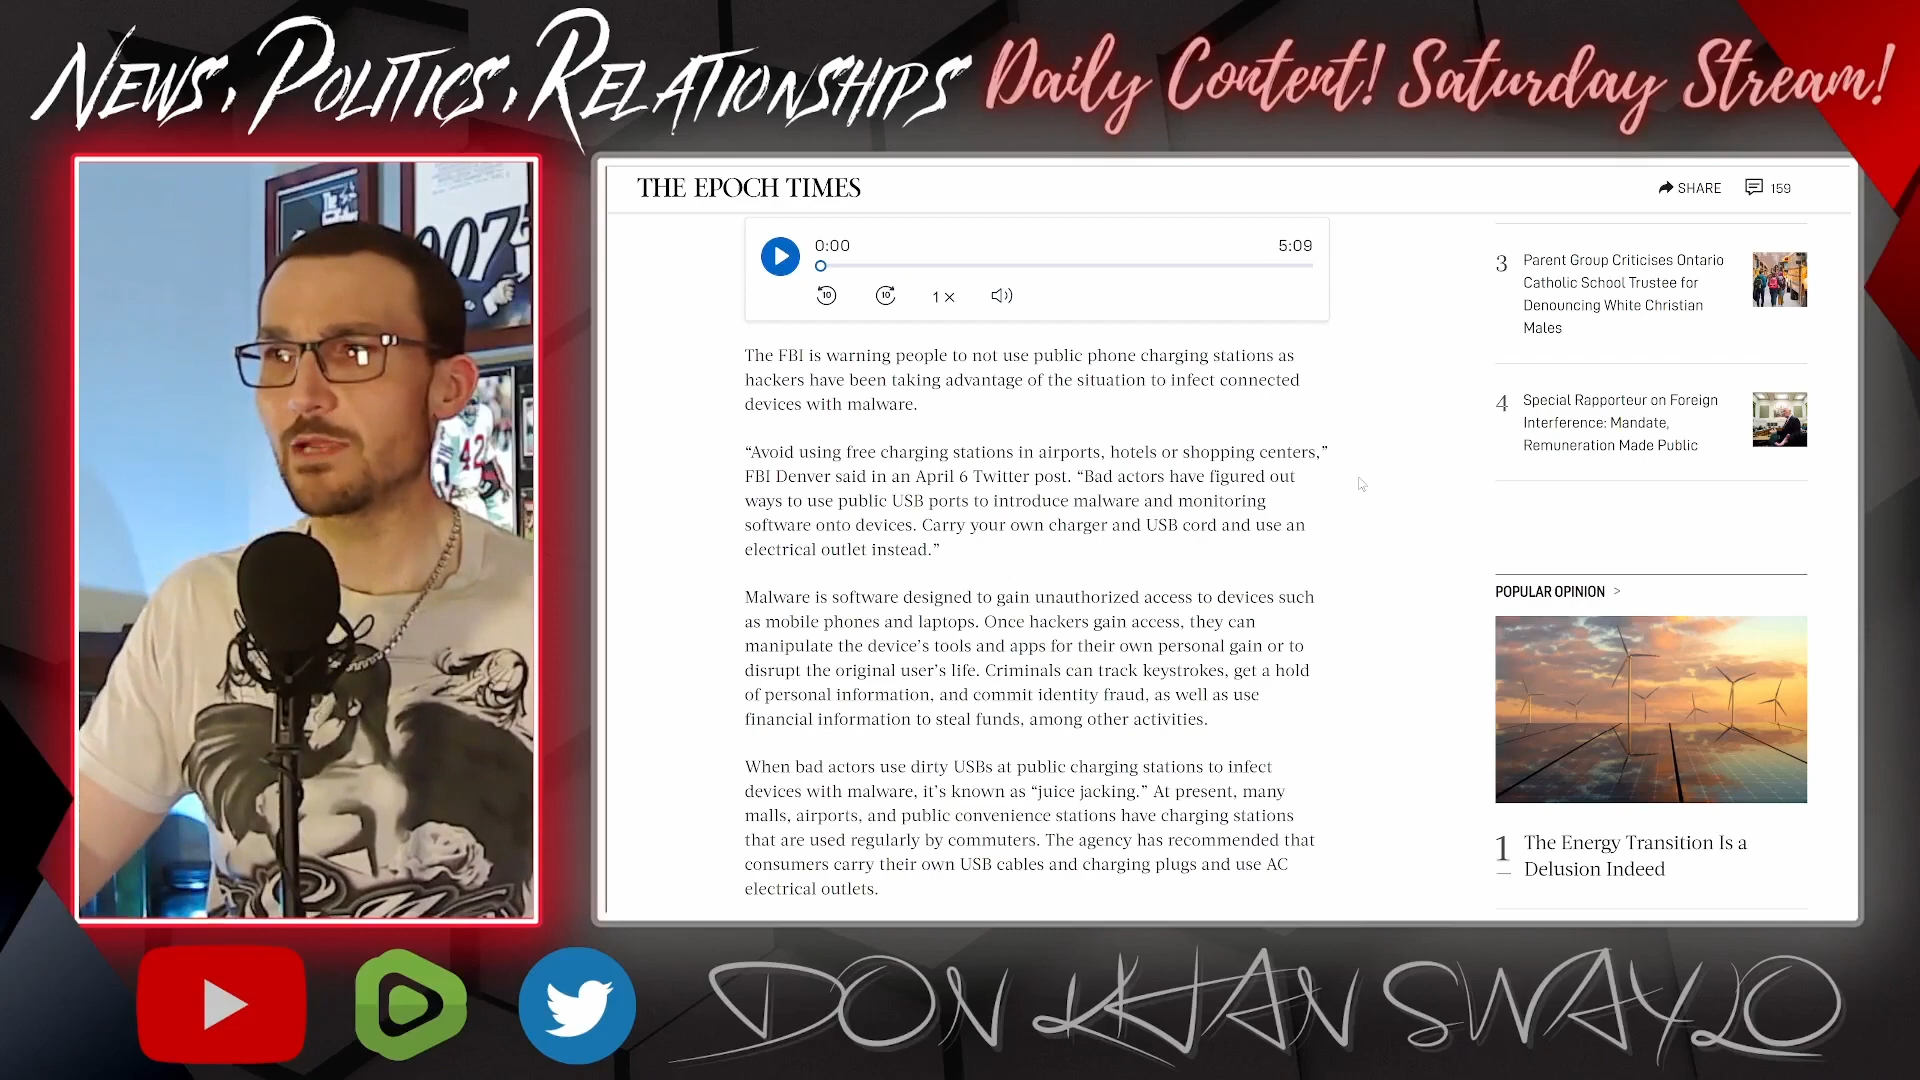 NEWS, POLITICS, RELATIONSHIPS Daily Content! Saturday Stream!
007
42
THE EPOCH TIMES
SHARE
159
0:00
5:09
10
10
1 ×
The FBI is warning people to not use public phone charging stations as
hackers have been taking advantage of the situation to infect connected
devices with malware.
“Avoid using free charging stations in airports, hotels or shopping centers,”
FBI Denver said in an April 6 Twitter post. “Bad actors have figured out
ways to use public USB ports to introduce malware and monitoring
software onto devices. Carry your own charger and USB cord and use an
electrical outlet instead.”
Malware is software designed to gain unauthorized access to devices such
as mobile phones and laptops. Once hackers gain access, they can
manipulate the device’s tools and apps for their own personal gain or to
disrupt the original user’s life. Criminals can track keystrokes, get a hold
of personal information, and commit identity fraud, as well as use
financial information to steal funds, among other activities.
When bad actors use dirty USBs at public charging stations to infect
devices with malware, it’s known as “juice jacking.” At present, many
malls, airports, and public convenience stations have charging stations
that are used regularly by commuters. The agency has recommended that
consumers carry their own USB cables and charging plugs and use AC
electrical outlets.
3
Parent Group Criticises Ontario
Catholic School Trustee for
Denouncing White Christian
Males
4
Special Rapporteur on Foreign
Interference: Mandate,
Remuneration Made Public
POPULAR OPINION >
1
The Energy Transition Is a
Delusion Indeed
DON KHAN SWAYLO